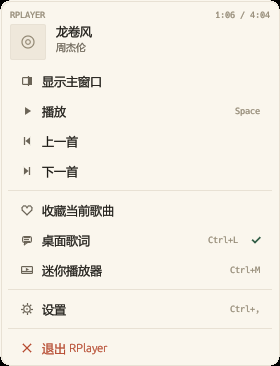 RPLAYER 1:06 / 4:04
龙卷风
周杰伦
显示主窗口
播放 Space
上一首
下一首
收藏当前歌曲
桌面歌词 Ctrl+L
迷你播放器 Ctrl+M
设置 Ctrl+,
退出 RPlayer